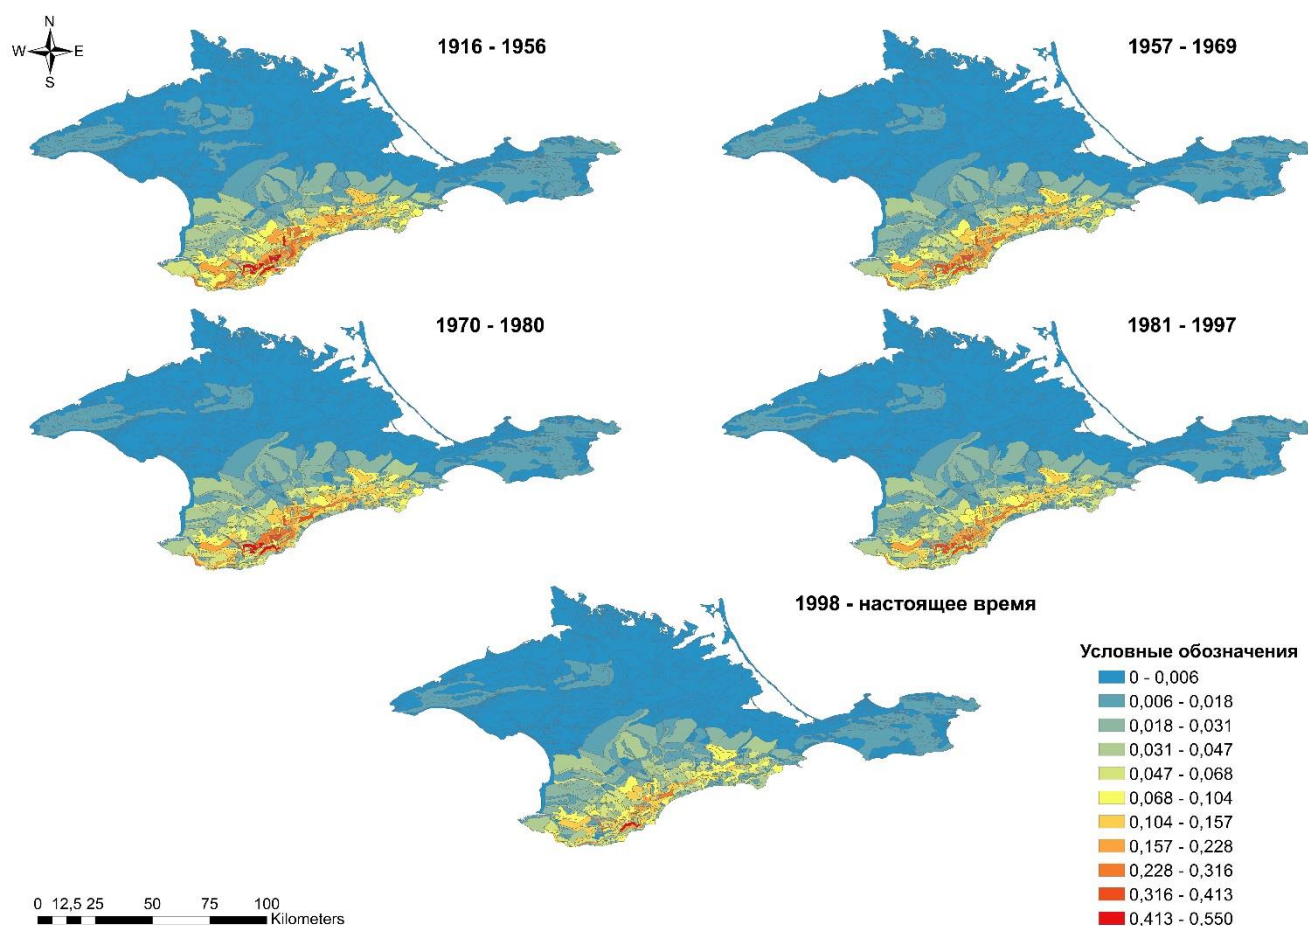 N
W E
S
1916 - 1956
1957 - 1969
1970 - 1980
1981 - 1997
1998 - настоящее время
Условные обозначения
0 - 0,006
0,006 - 0,018
0,018 - 0,031
0,031 - 0,047
0,047 - 0,068
0,068 - 0,104
0,104 - 0,157
0,157 - 0,228
0,228 - 0,316
0,316 - 0,413
0,413 - 0,550
0 12,5 25 50 75 100
Kilometers